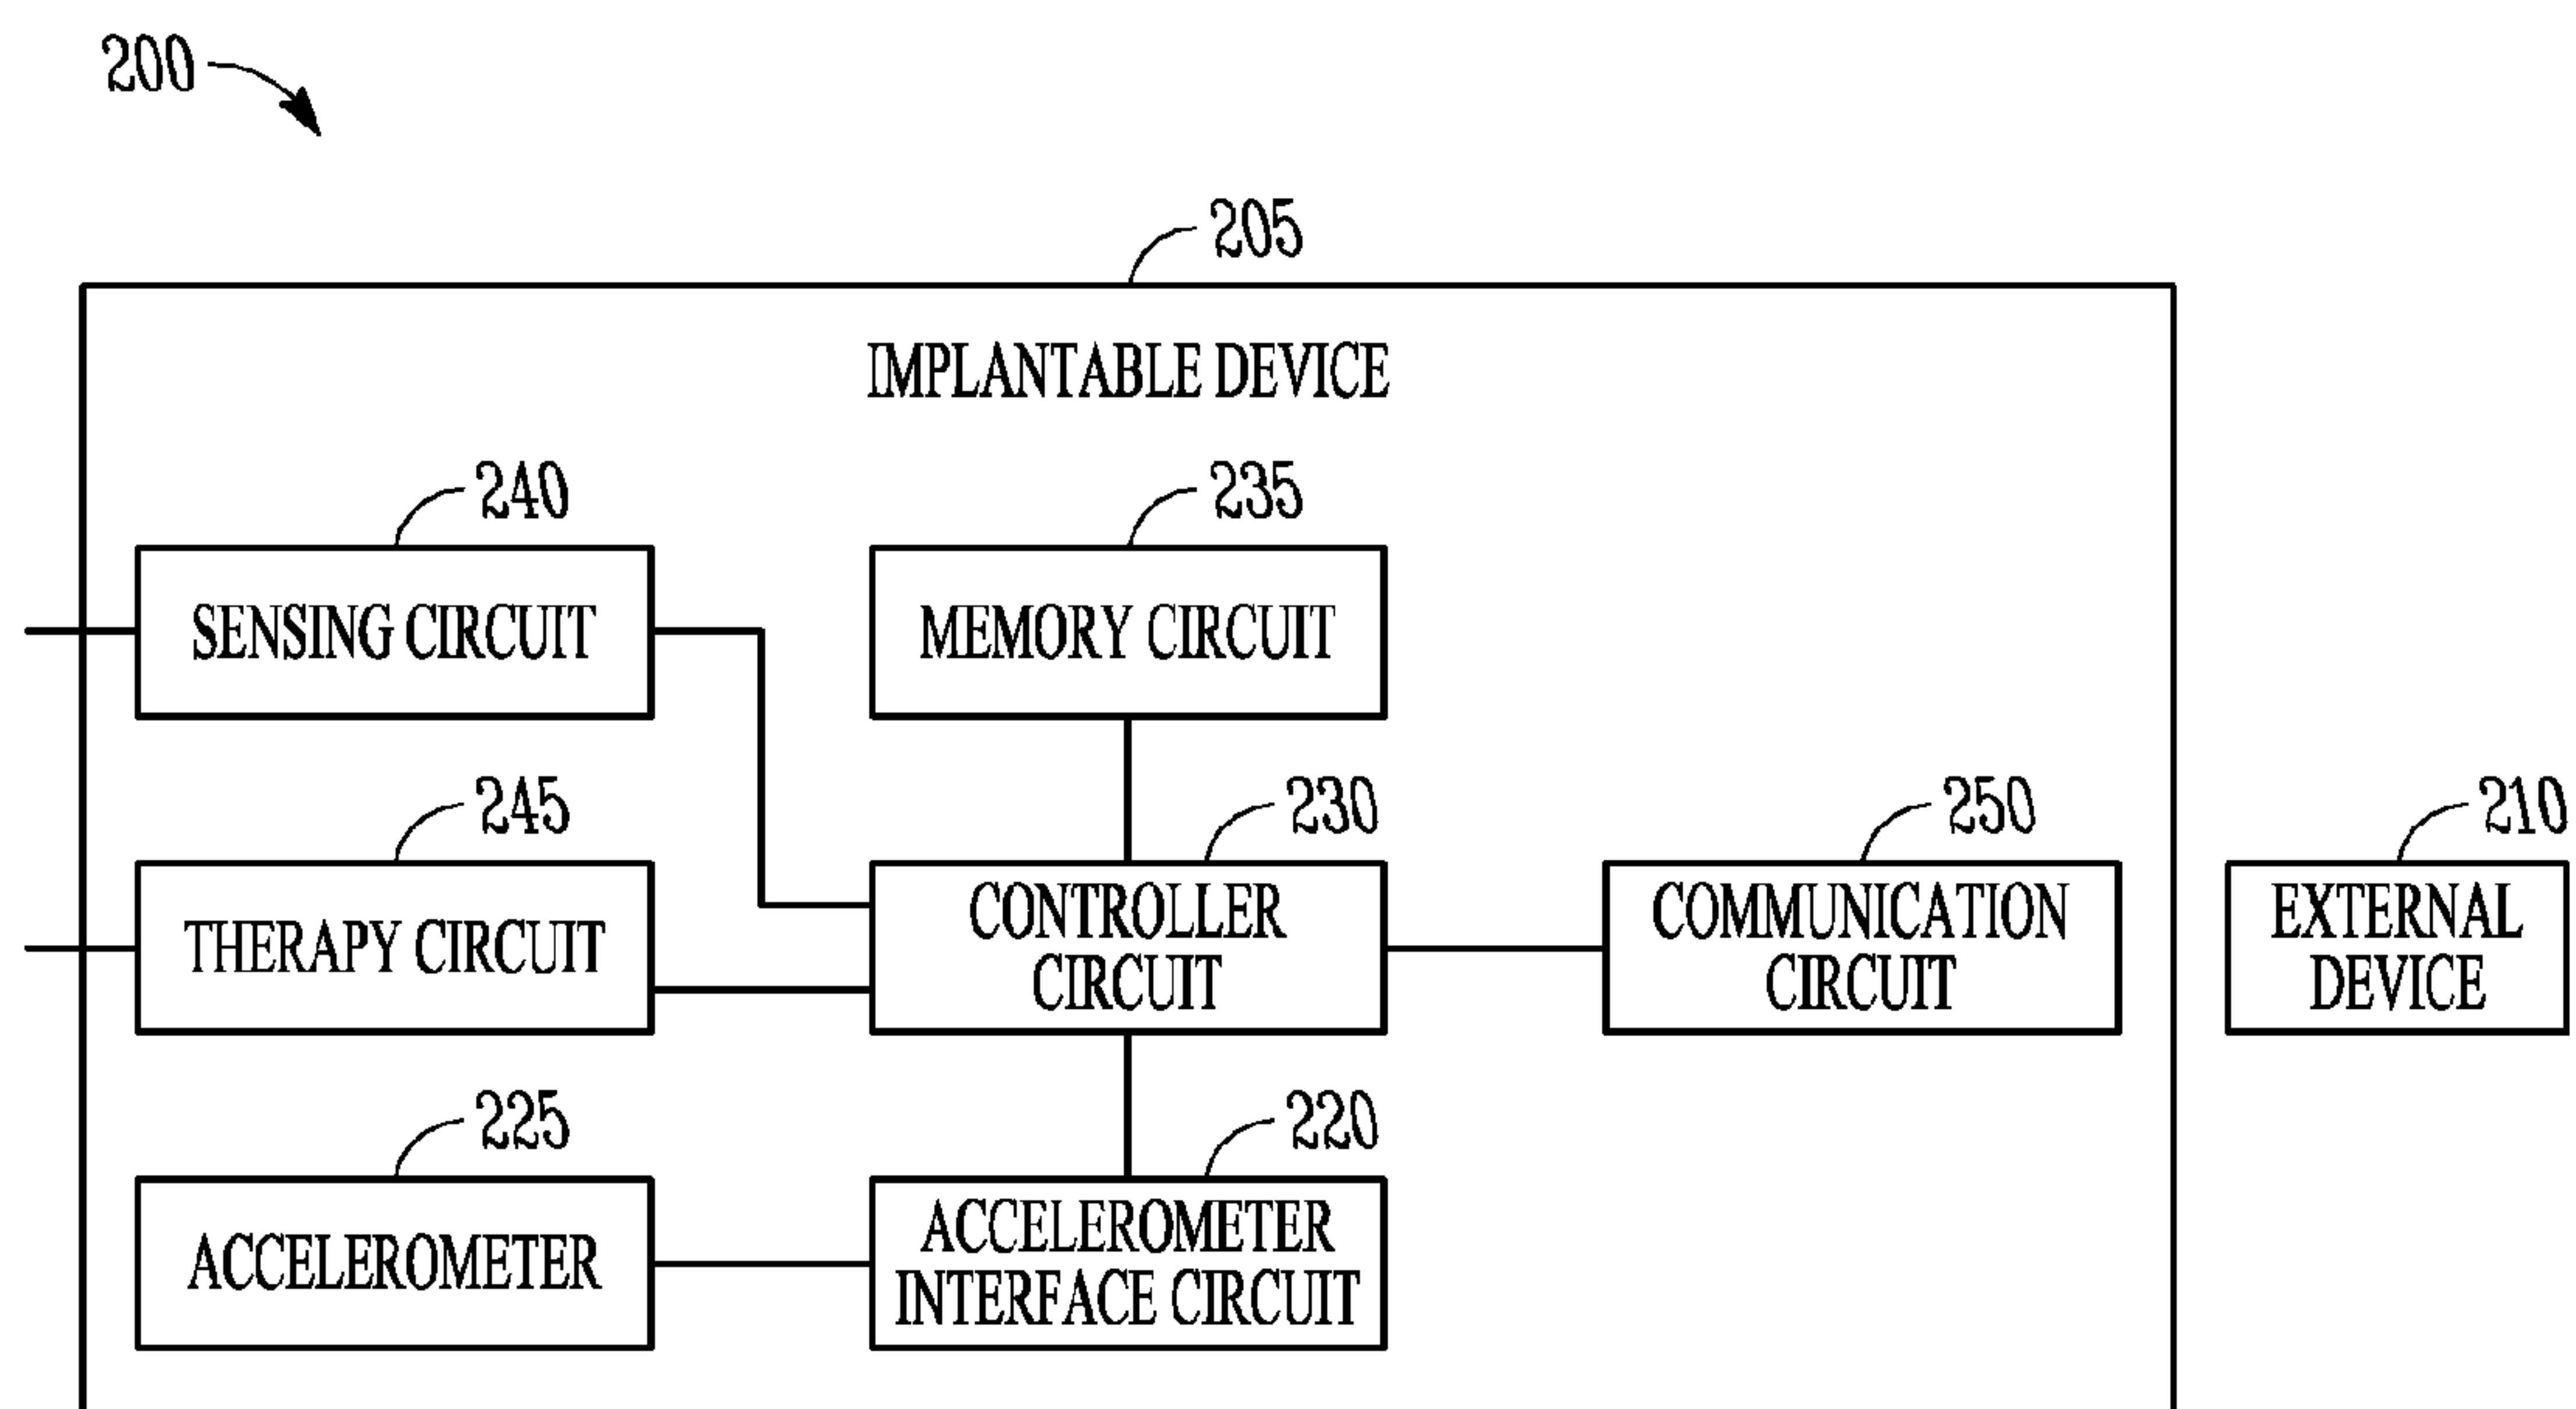 200
205
IMPLANTABLE DEVICE
240
235
SENSING CIRCUIT
MEMORY CIRCUIT
245
230
250
210
THERAPY CIRCUIT
CONTROLLER
CIRCUIT
COMMUNICATION
CIRCUIT
EXTERNAL
DEVICE
225
220
ACCELEROMETER
ACCELEROMETER
INTERFACE CIRCUIT